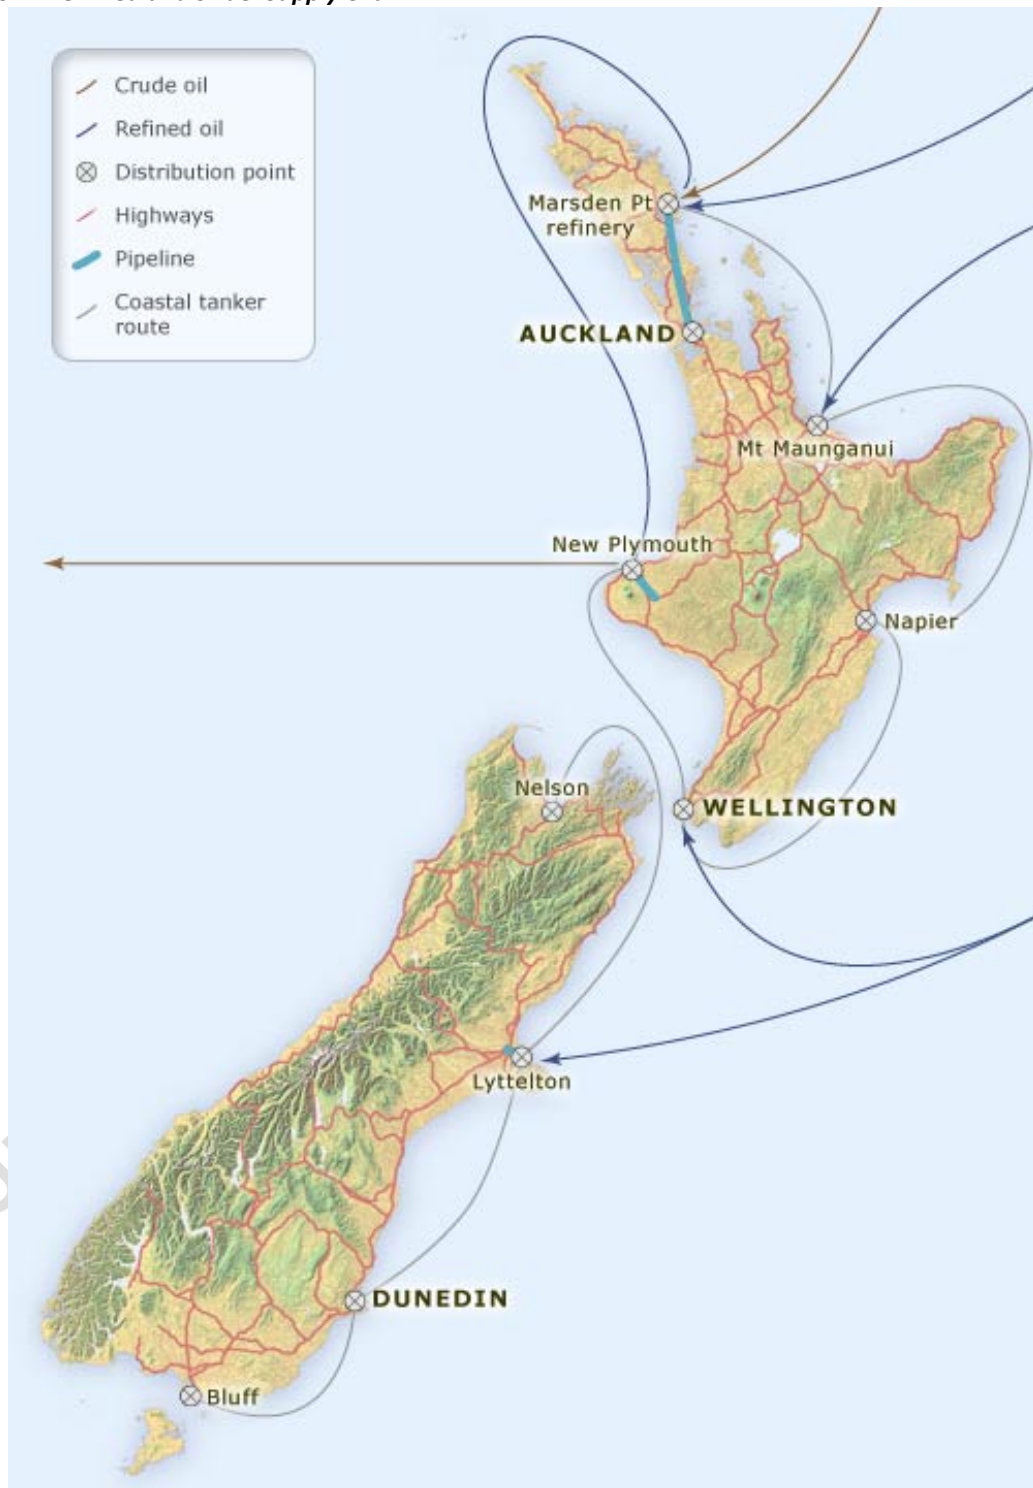 Crude oil
Refined oil
Distribution point
Highways
Pipeline
Coastal tanker
route
Marsden Pt
refinery
AUCKLAND
Mt Maunganui
New Plymouth
Napier
Nelson
WELLINGTON
Lyttelton
DUNEDIN
Bluff